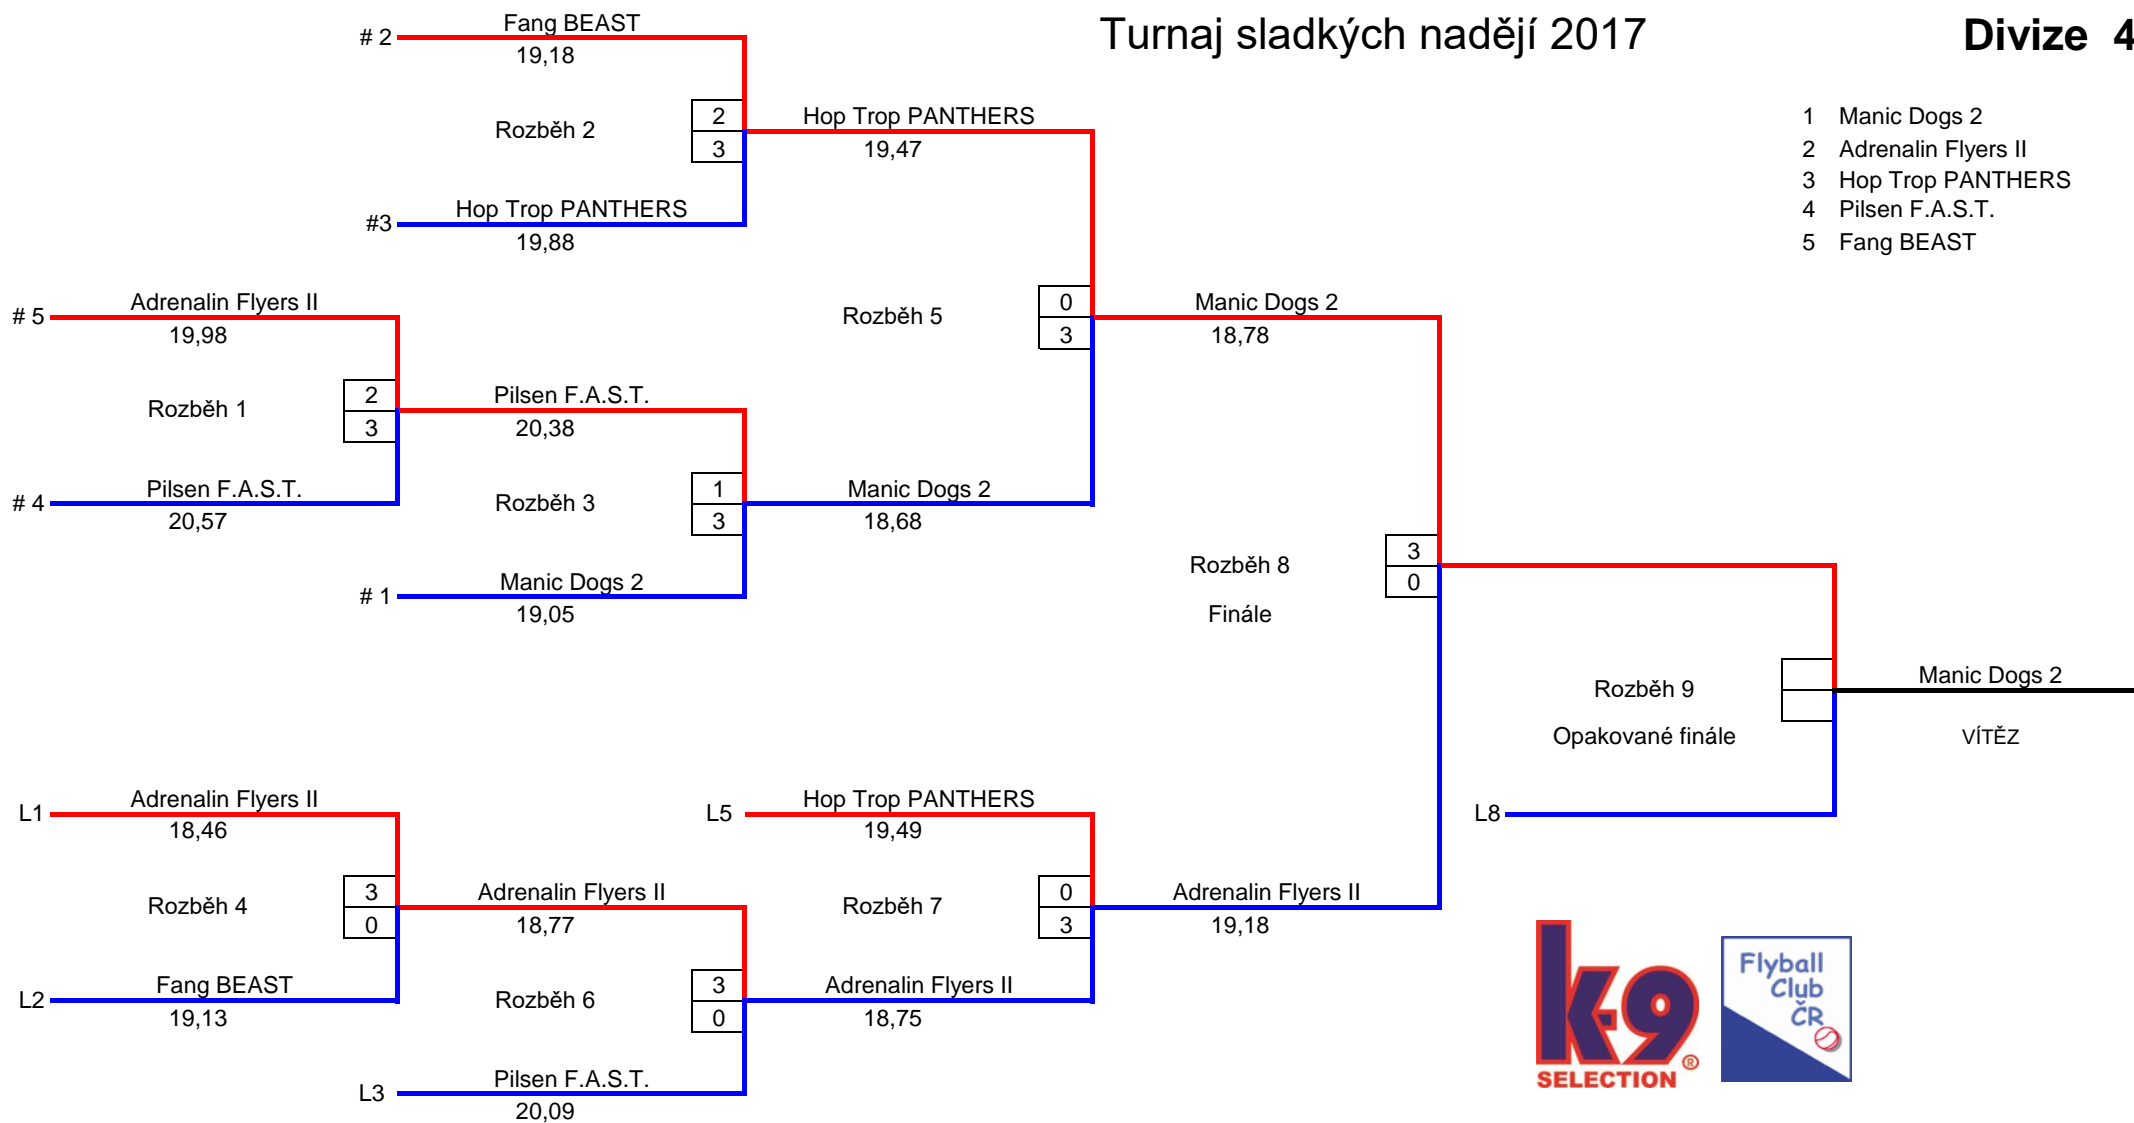 Turnaj sladkých nadějí 2017
Divize 4
# 2
Fang BEAST
19,18
Rozběh 2
2
3
Hop Trop PANTHERS
19,47
#3
Hop Trop PANTHERS
19,88
1 Manic Dogs 2
2 Adrenalin Flyers II
3 Hop Trop PANTHERS
4 Pilsen F.A.S.T.
5 Fang BEAST
# 5
Adrenalin Flyers II
19,98
Rozběh 5
0
3
Manic Dogs 2
18,78
Rozběh 1
2
3
Pilsen F.A.S.T.
20,38
# 4
Pilsen F.A.S.T.
20,57
Rozběh 3
1
3
Manic Dogs 2
18,68
# 1
Manic Dogs 2
19,05
Rozběh 8
3
0
Finále
Rozběh 9
Opakované finále
Manic Dogs 2
VÍTĚZ
L1
Adrenalin Flyers II
18,46
L5
Hop Trop PANTHERS
19,49
L8
Rozběh 4
3
0
Adrenalin Flyers II
18,77
Rozběh 7
0
3
Adrenalin Flyers II
19,18
L2
Fang BEAST
19,13
Rozběh 6
3
0
Adrenalin Flyers II
18,75
L3
Pilsen F.A.S.T.
20,09
k-9
®
SELECTION
Flyball
Club
ČR